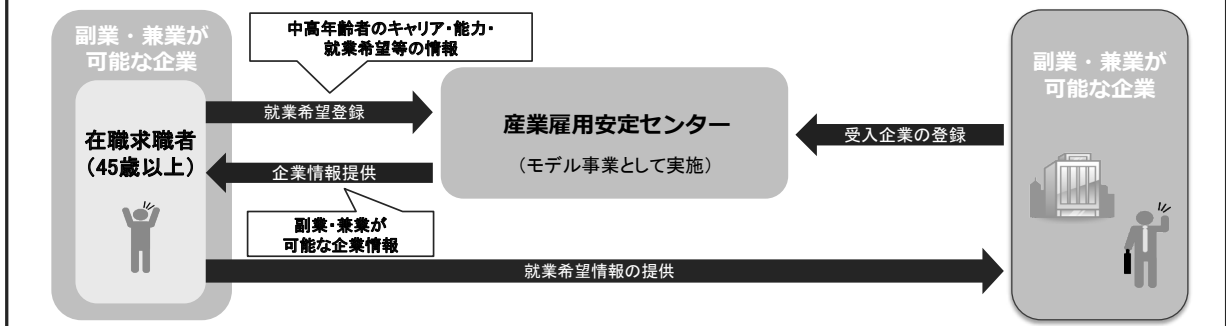 副業・兼業が
可能な企業
在職求職者
(45歳以上)
中高年齢者のキャリア・能力・
就業希望等の情報
就業希望登録
企業情報提供
副業・兼業が
可能な企業情報
産業雇用安定センター
(モデル事業として実施)
受入企業の登録
副業・兼業が
可能な企業
就業希望情報の提供